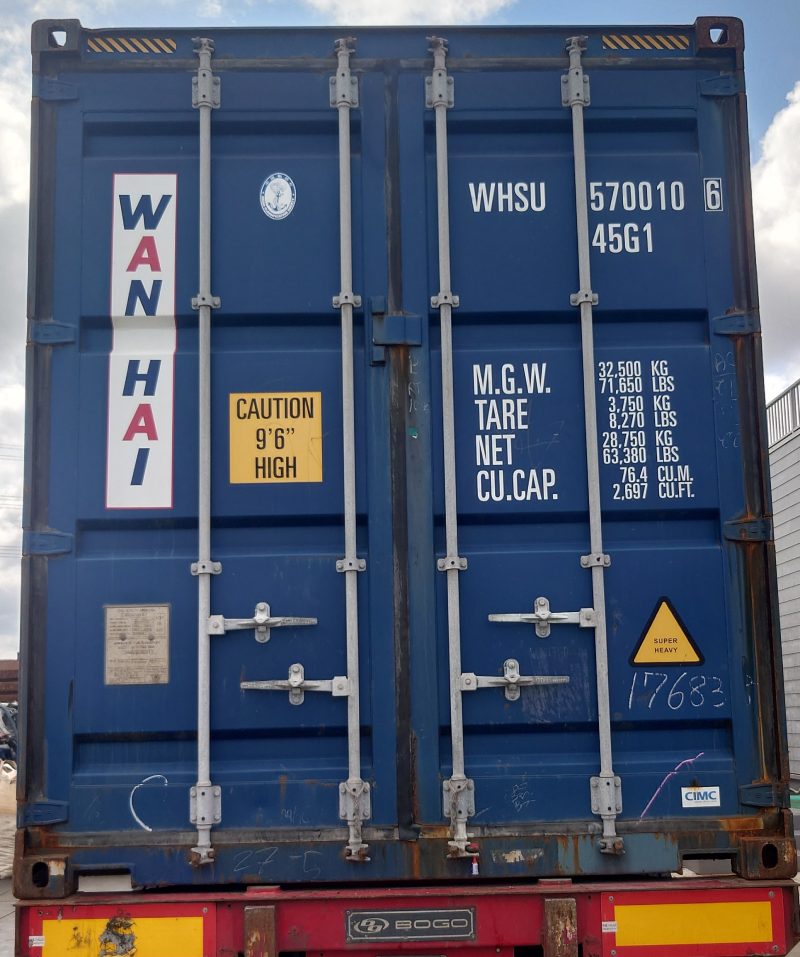 WAN HAI
WHSU 570010 6
45G1
CAUTION
9'6"
HIGH
M.G.W. 32,500 KG
71,650 LBS
TARE 3,750 KG
8,270 LBS
NET 28,750 KG
63,380 LBS
CU.CAP. 76.4 CU.M.
2,697 CU.FT.
SUPER
HEAVY
17683
CIMC
27-5
BOGO